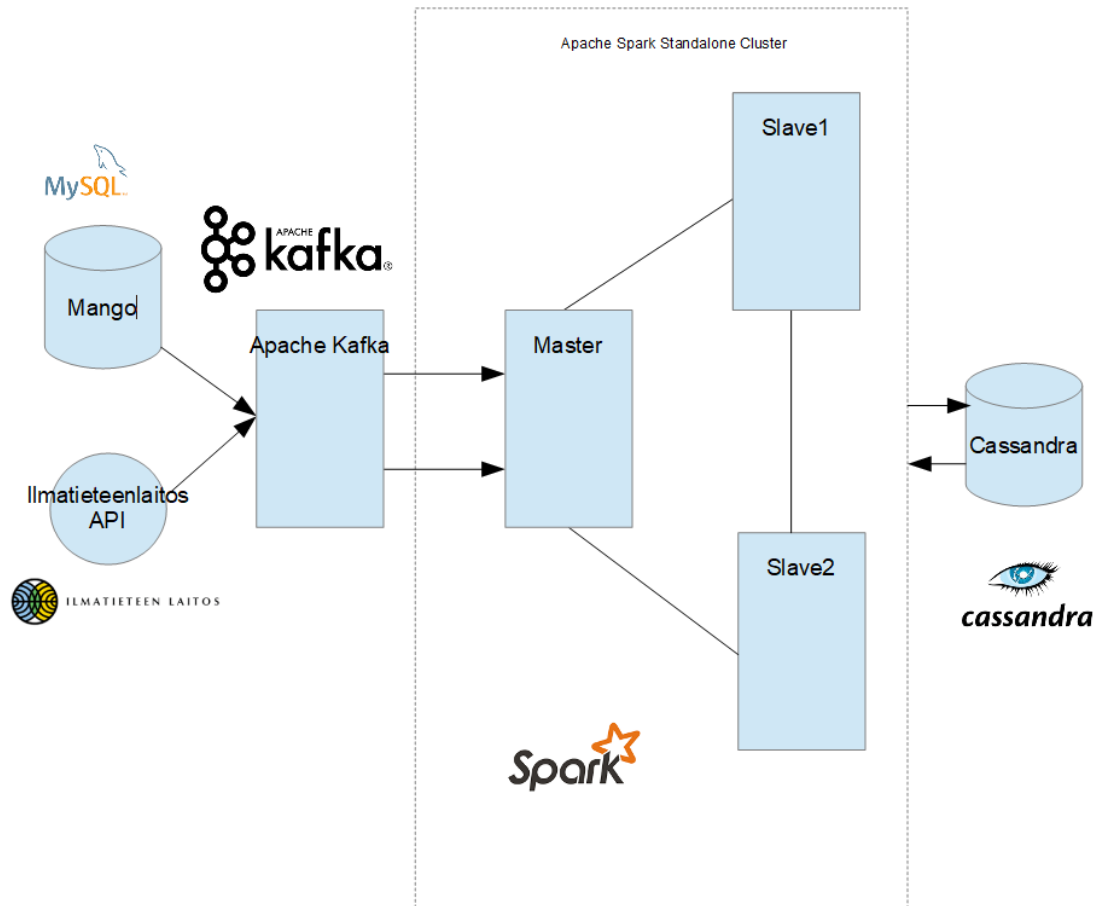 Apache Spark Standalone Cluster
Slave1
MySQL
APACHE
kafka®
Mango
Apache Kafka
Master
Cassandra
Ilmatieteenlaitos
API
Slave2
ILMATIETEEN LAITOS
cassandra
Spark